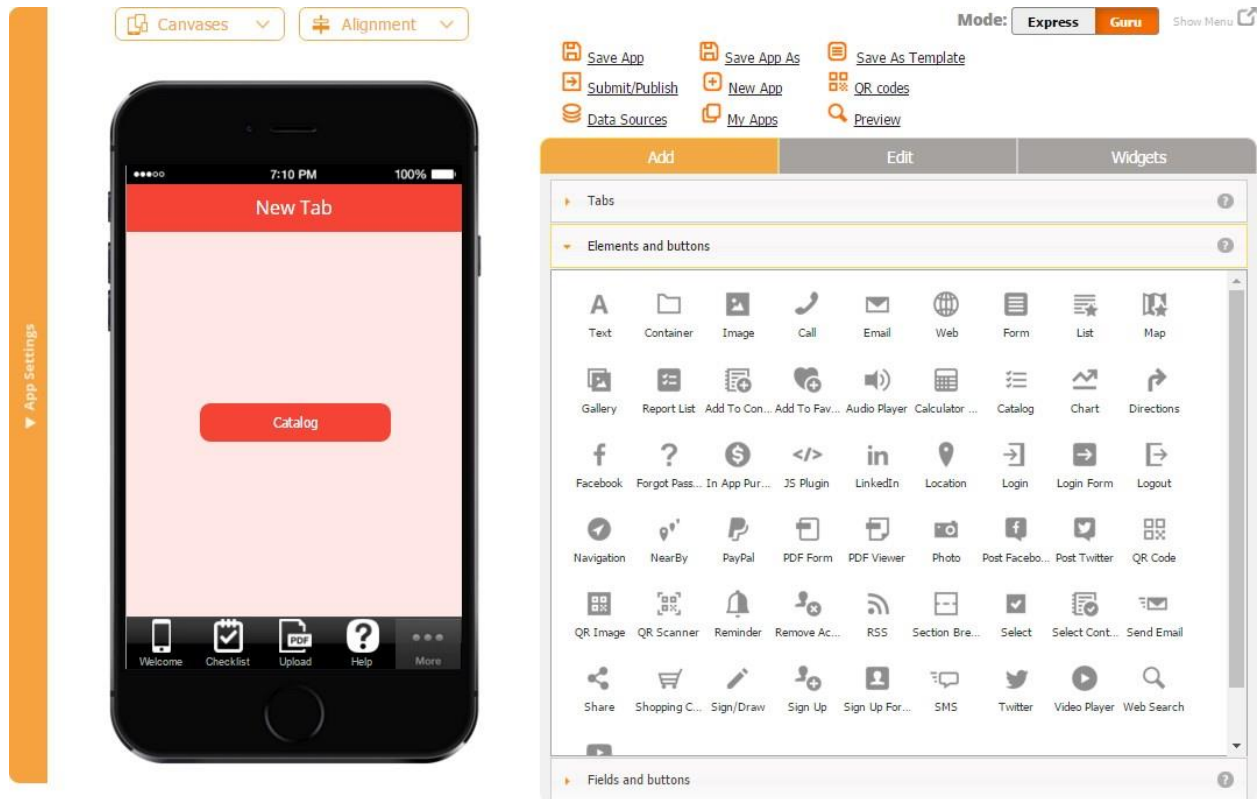 Canvases
Alignment
Mode: Express Guru Show Menu
Save App Save App As Save As Template
Submit/Publish New App QR codes
Data Sources My Apps Preview
Add Edit Widgets
App Settings
7:10 PM 100%
New Tab
Catalog
PDF
Welcome Checklist Upload Help More
Tabs
Elements and buttons
Text Container Image Call Email Web Form List Map
Gallery Report List Add To Con... Add To Fav... Audio Player Calculator ... Catalog Chart Directions
Facebook Forgot Pass... In App Pur... JS Plugin LinkedIn Location Login Login Form Logout
Navigation NearBy PayPal PDF Form PDF Viewer Photo Post Facebo... Post Twitter QR Code
QR Image QR Scanner Reminder Remove Ac... RSS Section Bre... Select Select Cont... Send Email
Share Shopping C... Sign/Draw Sign Up Sign Up For... SMS Twitter Video Player Web Search
Fields and buttons